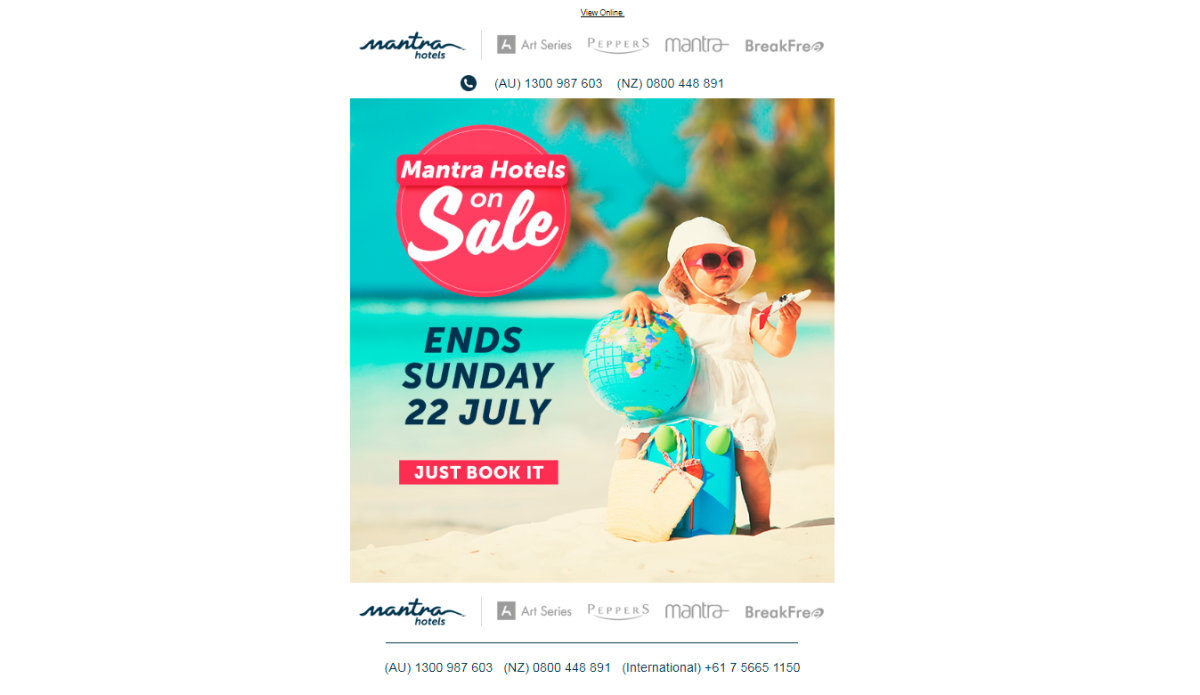 View Online.
mantra hotels
Art Series
PEPPERS
mantra
BreakFree
(AU) 1300 987 603 (NZ) 0800 448 891
Mantra Hotels
on
Sale
ENDS
SUNDAY
22 JULY
JUST BOOK IT
mantra hotels
Art Series
PEPPERS
mantra
BreakFree
(AU) 1300 987 603 (NZ) 0800 448 891 (International) +61 7 5665 1150